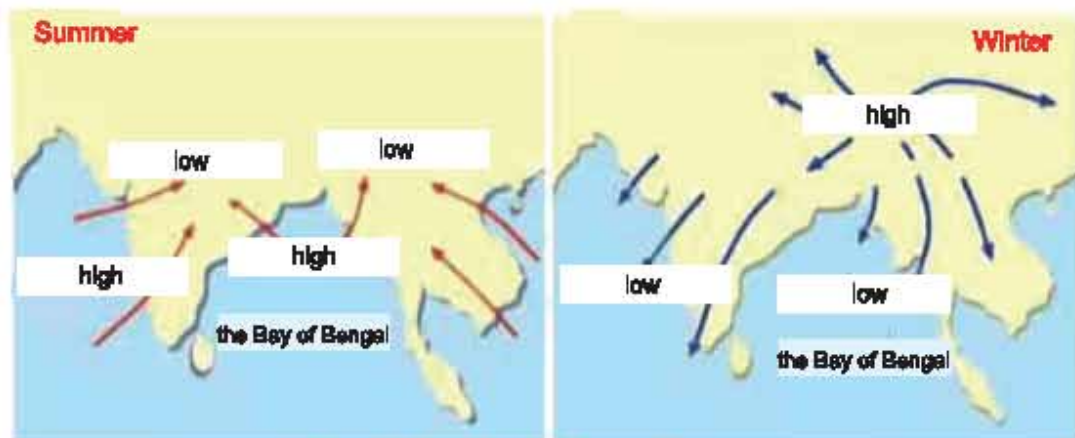 Summer
low
low
high
high
the Bay of Bengal
Winter
high
low
low
the Bay of Bengal